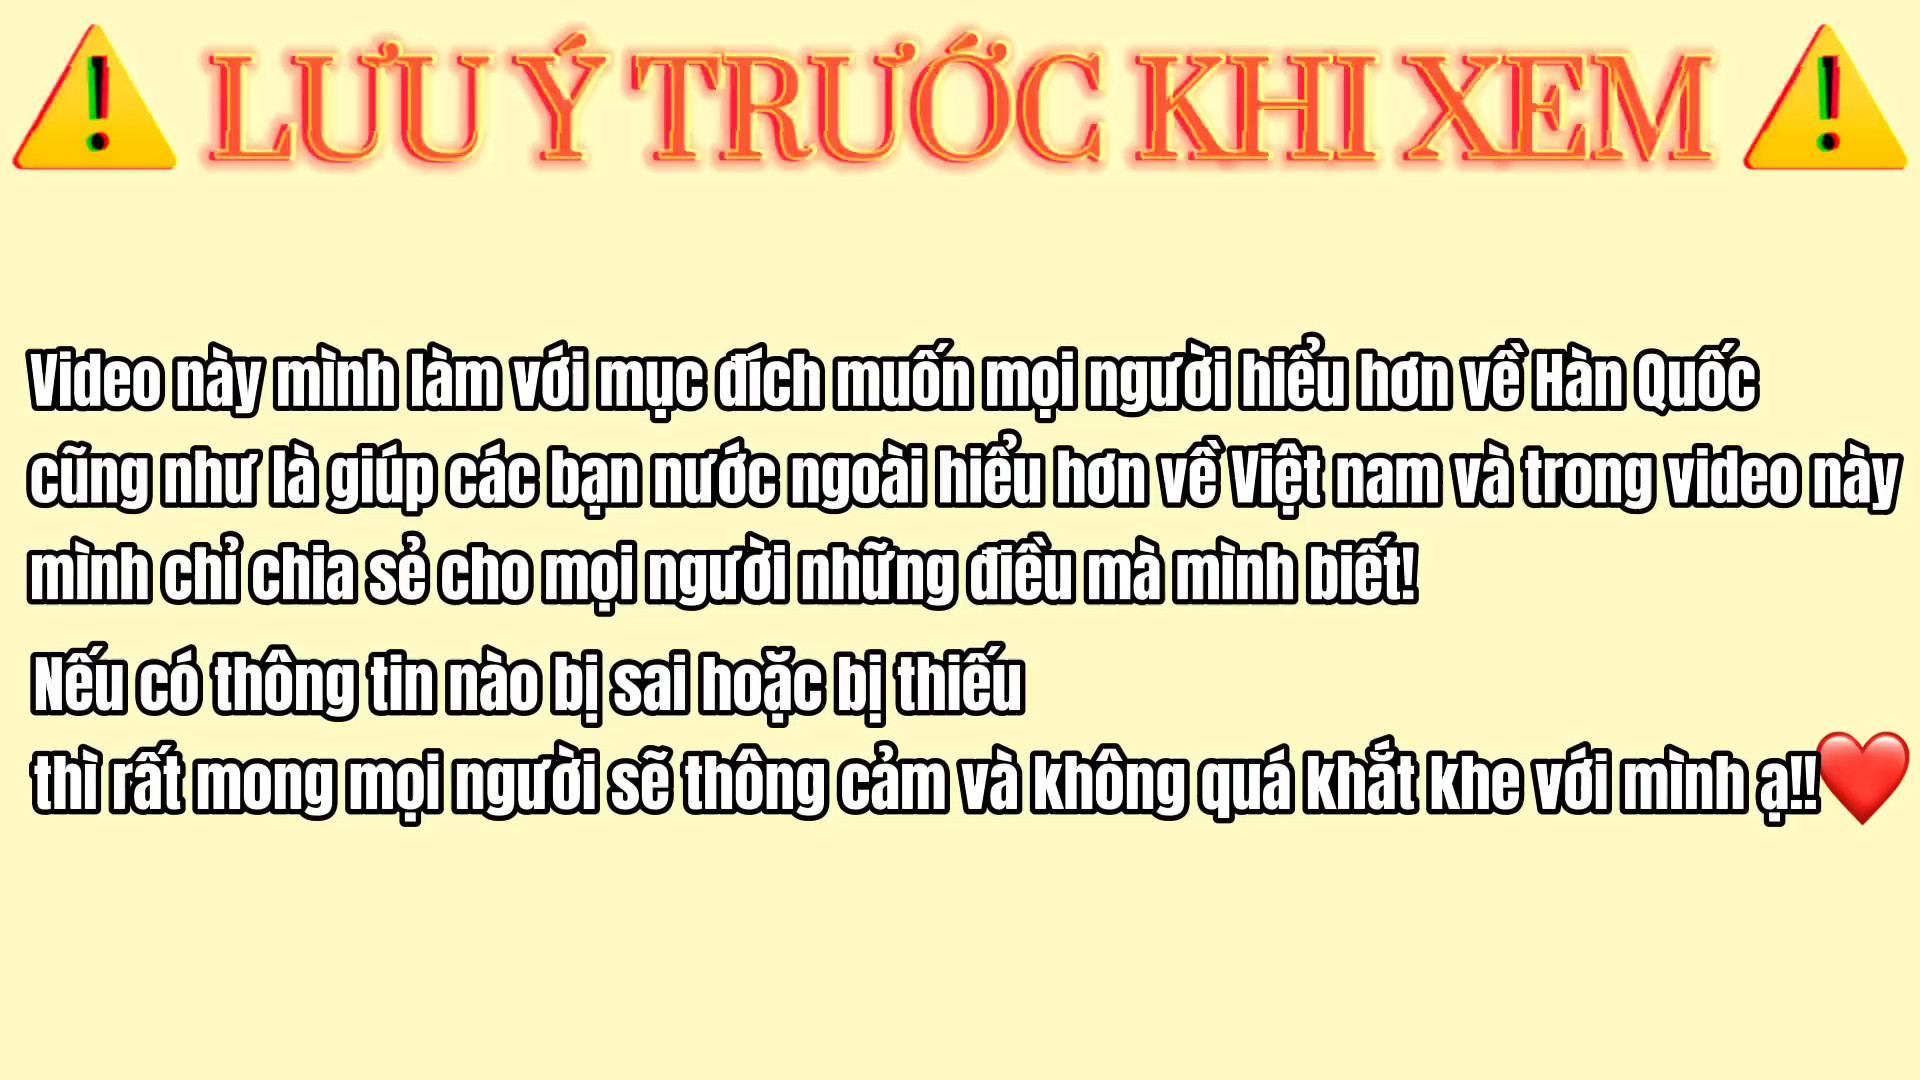 LƯU Ý TRƯỚC KHI XEM
Video này mình làm với mục đích muốn mọi người hiểu hơn về Hàn Quốc
cũng như là giúp các bạn nước ngoài hiểu hơn về Việt nam và trong video này
mình chỉ chia sẻ cho mọi người những điều mà mình biết!
Nếu có thông tin nào bị sai hoặc bị thiếu
thì rất mong mọi người sẽ thông cảm và không quá khắt khe với mình ạ!!